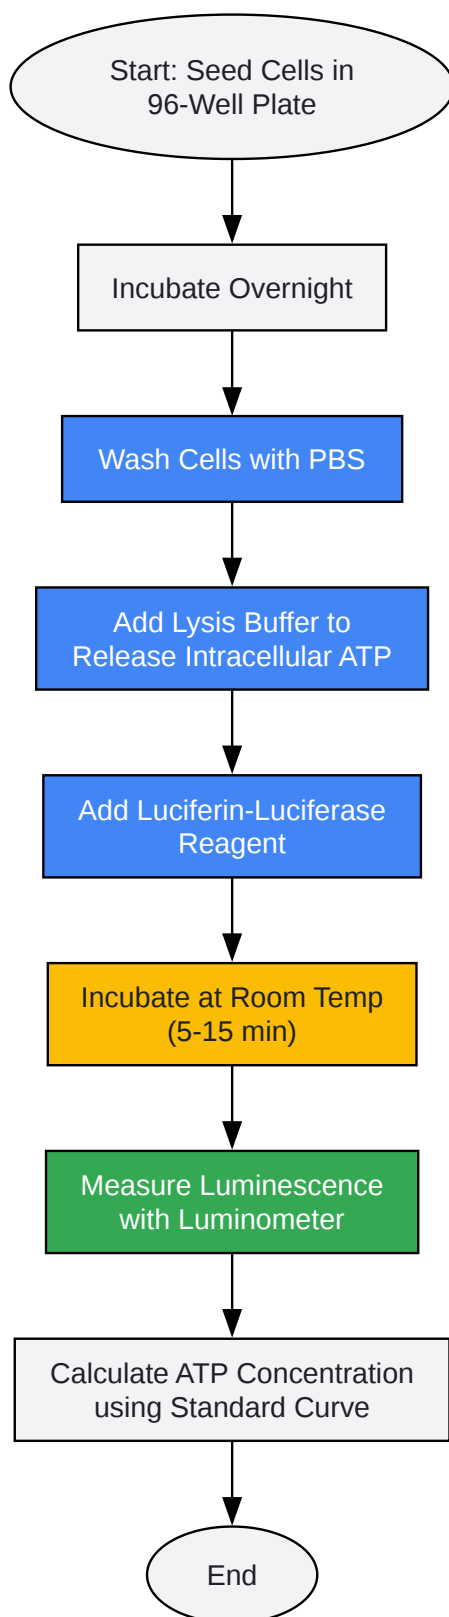 Start: Seed Cells in
96-Well Plate
Incubate Overnight
Wash Cells with PBS
Add Lysis Buffer to
Release Intracellular ATP
Add Luciferin-Luciferase
Reagent
Incubate at Room Temp
(5-15 min)
Measure Luminescence
with Luminometer
Calculate ATP Concentration
using Standard Curve
End